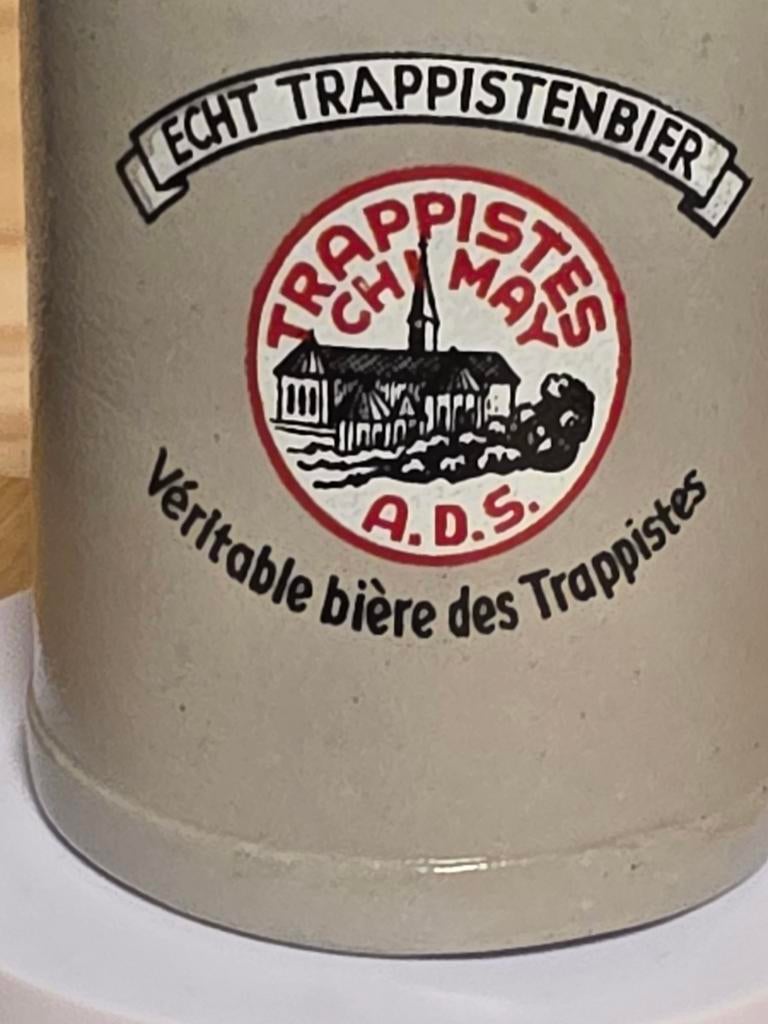 ECHT TRAPPISTENBIER
TRAPPISTES
CHIMAY
A.D.S.
Véritable bière des Trappistes